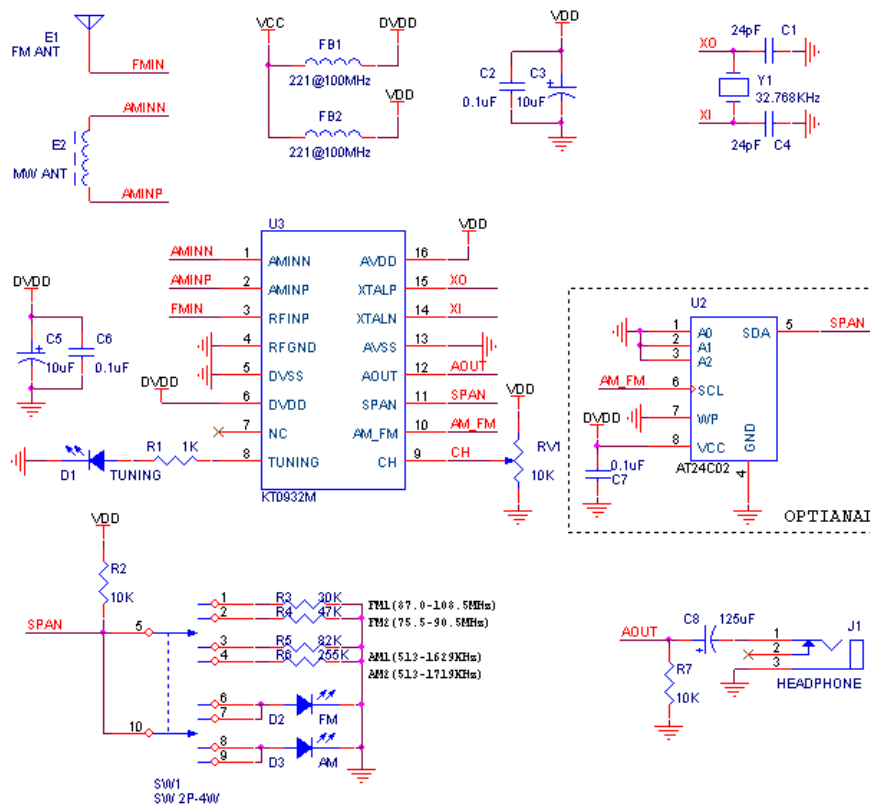 E1
FM ANT
FMIN
AMINN
E2
MW ANT
AMINP
VCC
DVDD
FB1
221@100MHz
VDD
FB2
221@100MHz
VDD
C2
C3
0.1uF
10uF
XO
24pF
C1
Y1
32.768KHz
XI
24pF
C4
U3
AMINN
1
AMINN
AMINP
2
AMINP
FMIN
3
RFINP
4
RFGND
5
DVSS
DVDD
6
DVDD
7
NC
8
TUNING
AVDD
16
VDD
XTALP
15
XO
XTALN
14
XI
AVSS
13
AOUT
12
AOUT
SPAN
11
SPAN
AM_FM
10
AM_FM
CH
9
CH
KT0932M
DVDD
C5
10uF
C6
0.1uF
D1
TUNING
R1
1K
VDD
RV1
10K
U2
1
A0
2
A1
3
A2
AM_FM
6
SCL
7
WP
DVDD
8
VCC
SDA
5
SPAN
GND
4
AT24C02
0.1uF
C7
OPTIANAL
VDD
R2
10K
SPAN
5
10
1
R3
30K
FM1(87.0-108.5MHz)
2
R4
47K
FM2(75.5-90.5MHz)
3
R5
82K
4
R6
255K
AM1(513-1629KHz)
AM2(513-1719KHz)
6
7
D2
FM
8
9
D3
AM
SW1
SW 2P-4W
AOUT
C8
125uF
R7
10K
1
2
3
J1
HEADPHONE